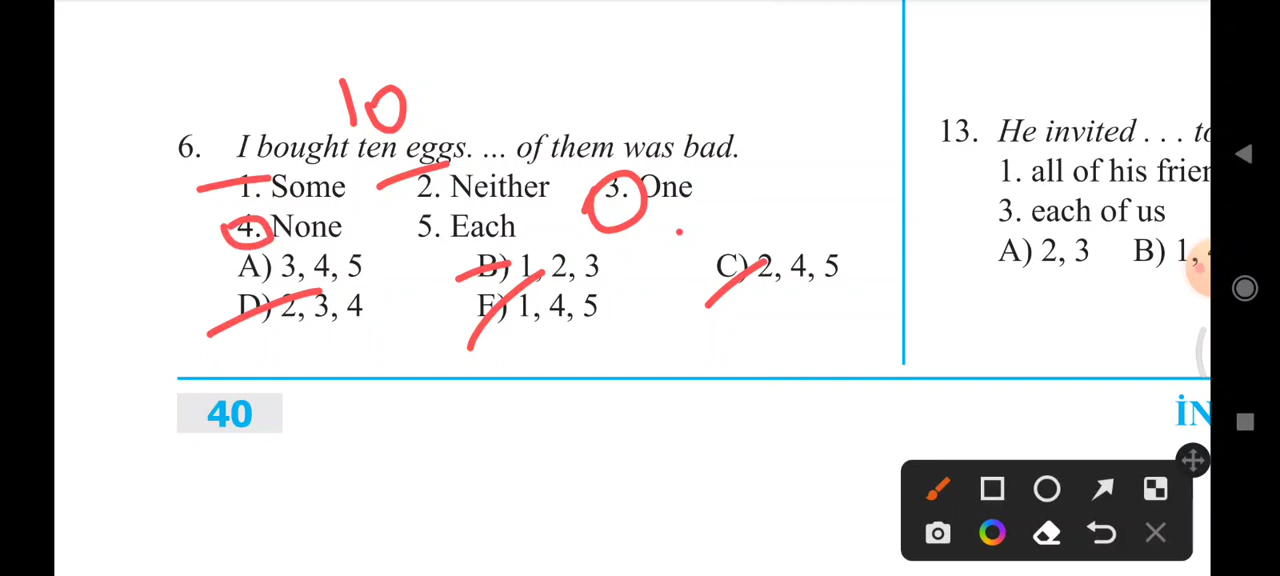 10
6. I bought ten eggs. ... of them was bad.
1. Some 2. Neither 3. One
4. None 5. Each
A) 3, 4, 5 B) 1, 2, 3 C) 2, 4, 5
D) 2, 3, 4 E) 1, 4, 5
40
13. He invited . . . to
1. all of his frier
3. each of us
A) 2, 3 B) 1,
İN